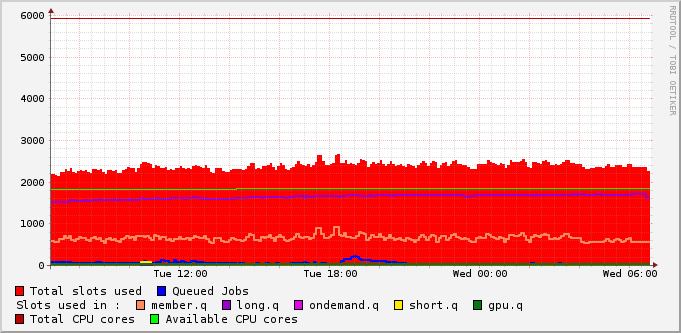 6000
5000
4000
3000
2000
1000
0
Tue 12:00 Tue 18:00 Wed 00:00 Wed 06:00
RRDTOOL / TOBI OETIKER
Total slots used Queued Jobs
Slots used in : member.q long.q ondemand.q short.q gpu.q
Total CPU cores Available CPU cores